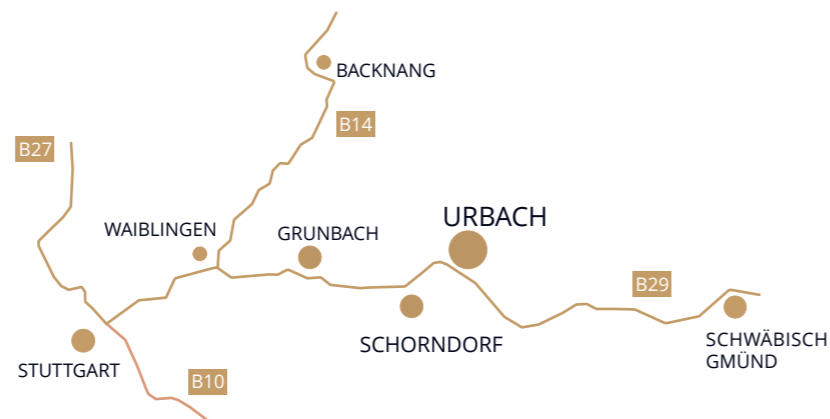 BACKNANG
B14
B27
URBACH
WAIBLINGEN
GRUNBACH
B29
SCHORNDORF
SCHWÄBISCH
GMÜND
STUTTGART
B10